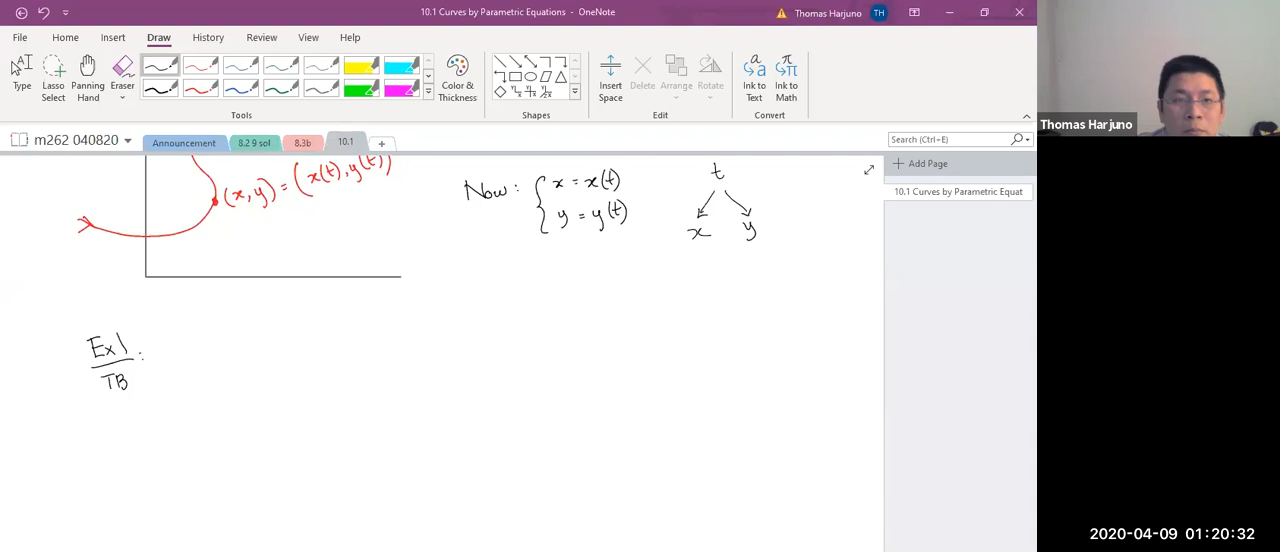 10.1 Curves by Parametric Equations - OneNote
Thomas Harjuno
TH
File Home Insert Draw History Review View Help
Type
Lasso Select
Panning Hand
Eraser
Color & Thickness
Insert Space
Delete
Arrange
Rotate
Ink to Text
Ink to Math
Tools
Shapes
Edit
Convert
m262 040820
Announcement
8.2 9 sol
8.3b
10.1
Search (Ctrl+E)
Add Page
10.1 Curves by Parametric Equat
(x, y) = (x(t), y(t))
Now: { x = x(t)
y = y(t)
t
x y
Ex1
TB :
Thomas Harjuno
2020-04-09 01:20:32